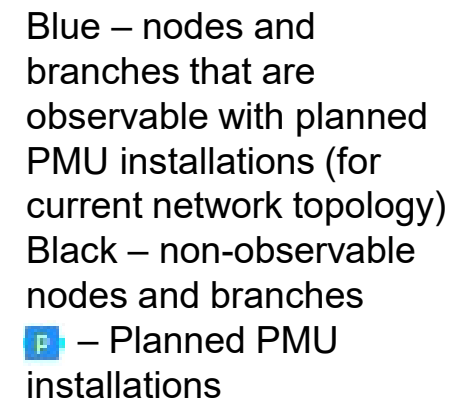 Blue – nodes and
branches that are
observable with planned
PMU installations (for
current network topology)
Black – non-observable
nodes and branches
P – Planned PMU
installations